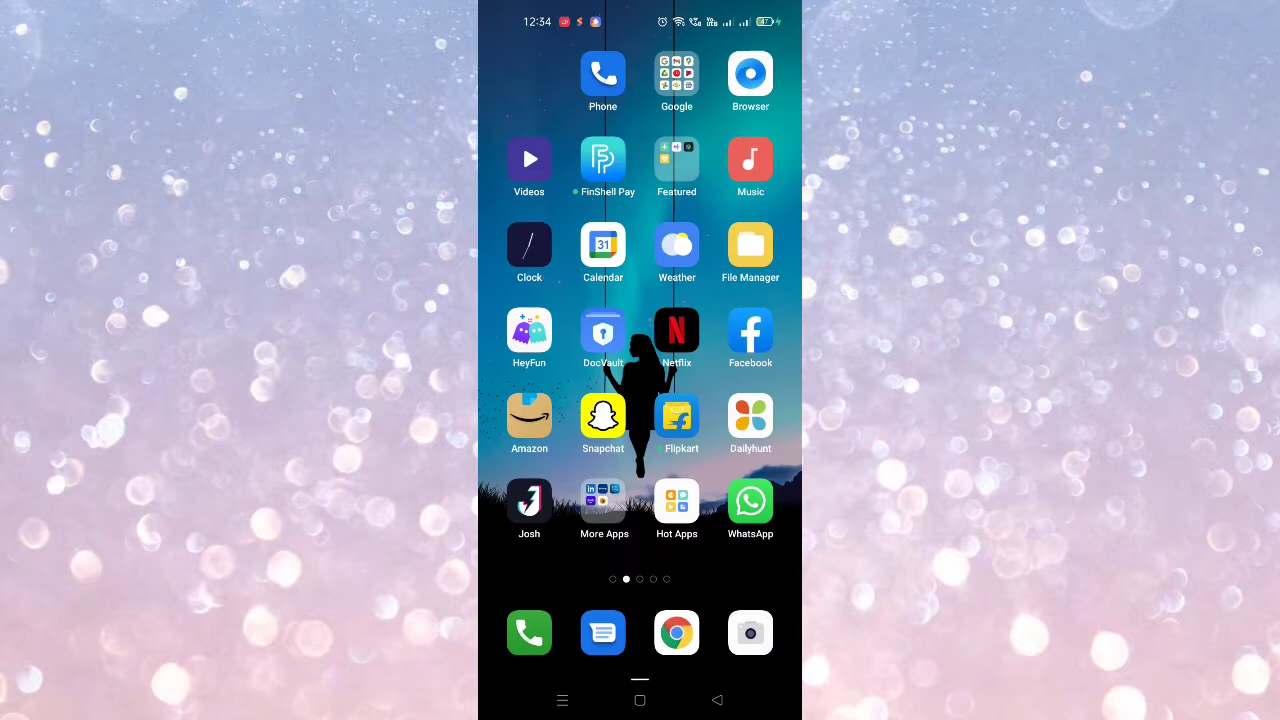 12:34
Phone
Google
Browser
Videos
FinShell Pay
Featured
Music
31
Clock
Calendar
Weather
File Manager
HeyFun
DocVault
Netflix
Facebook
Amazon
Snapchat
Flipkart
Dailyhunt
Josh
More Apps
Hot Apps
WhatsApp